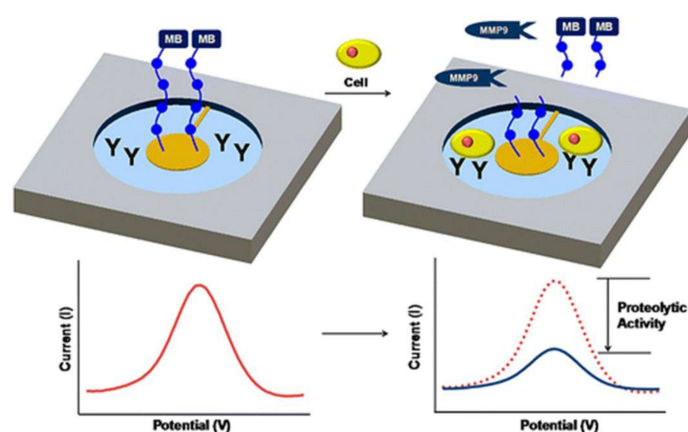 MB MB
Cell
MMP9
MB MB
MMP9
Y Y Y Y
Y Y Y Y
Current (I)
Potential (V)
Current (I)
Proteolytic
Activity
Potential (V)